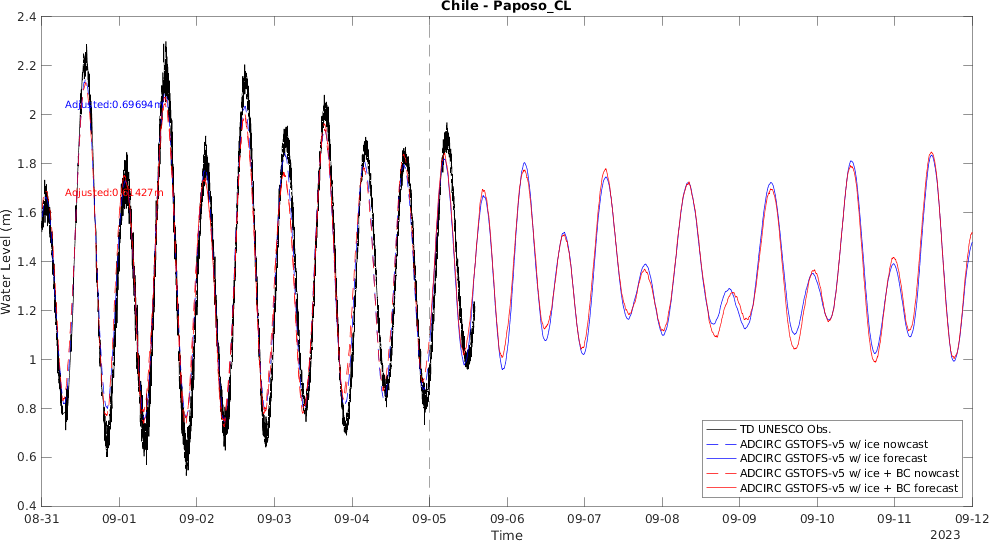 Chile - Paposo_CL
2.4
2.2
2
1.8
1.6
1.4
1.2
1
0.8
0.6
0.4
Water Level (m)
Adjusted:0.69694m
08-31
09-01
09-02
09-03
09-04
09-05
09-06
09-07
09-08
09-09
09-10
09-11
09-12
Time
2023
TD UNESCO Obs.
ADCIRC GSTOFS-v5 w/ ice nowcast
ADCIRC GSTOFS-v5 w/ ice forecast
ADCIRC GSTOFS-v5 w/ ice + BC nowcast
ADCIRC GSTOFS-v5 w/ ice + BC forecast